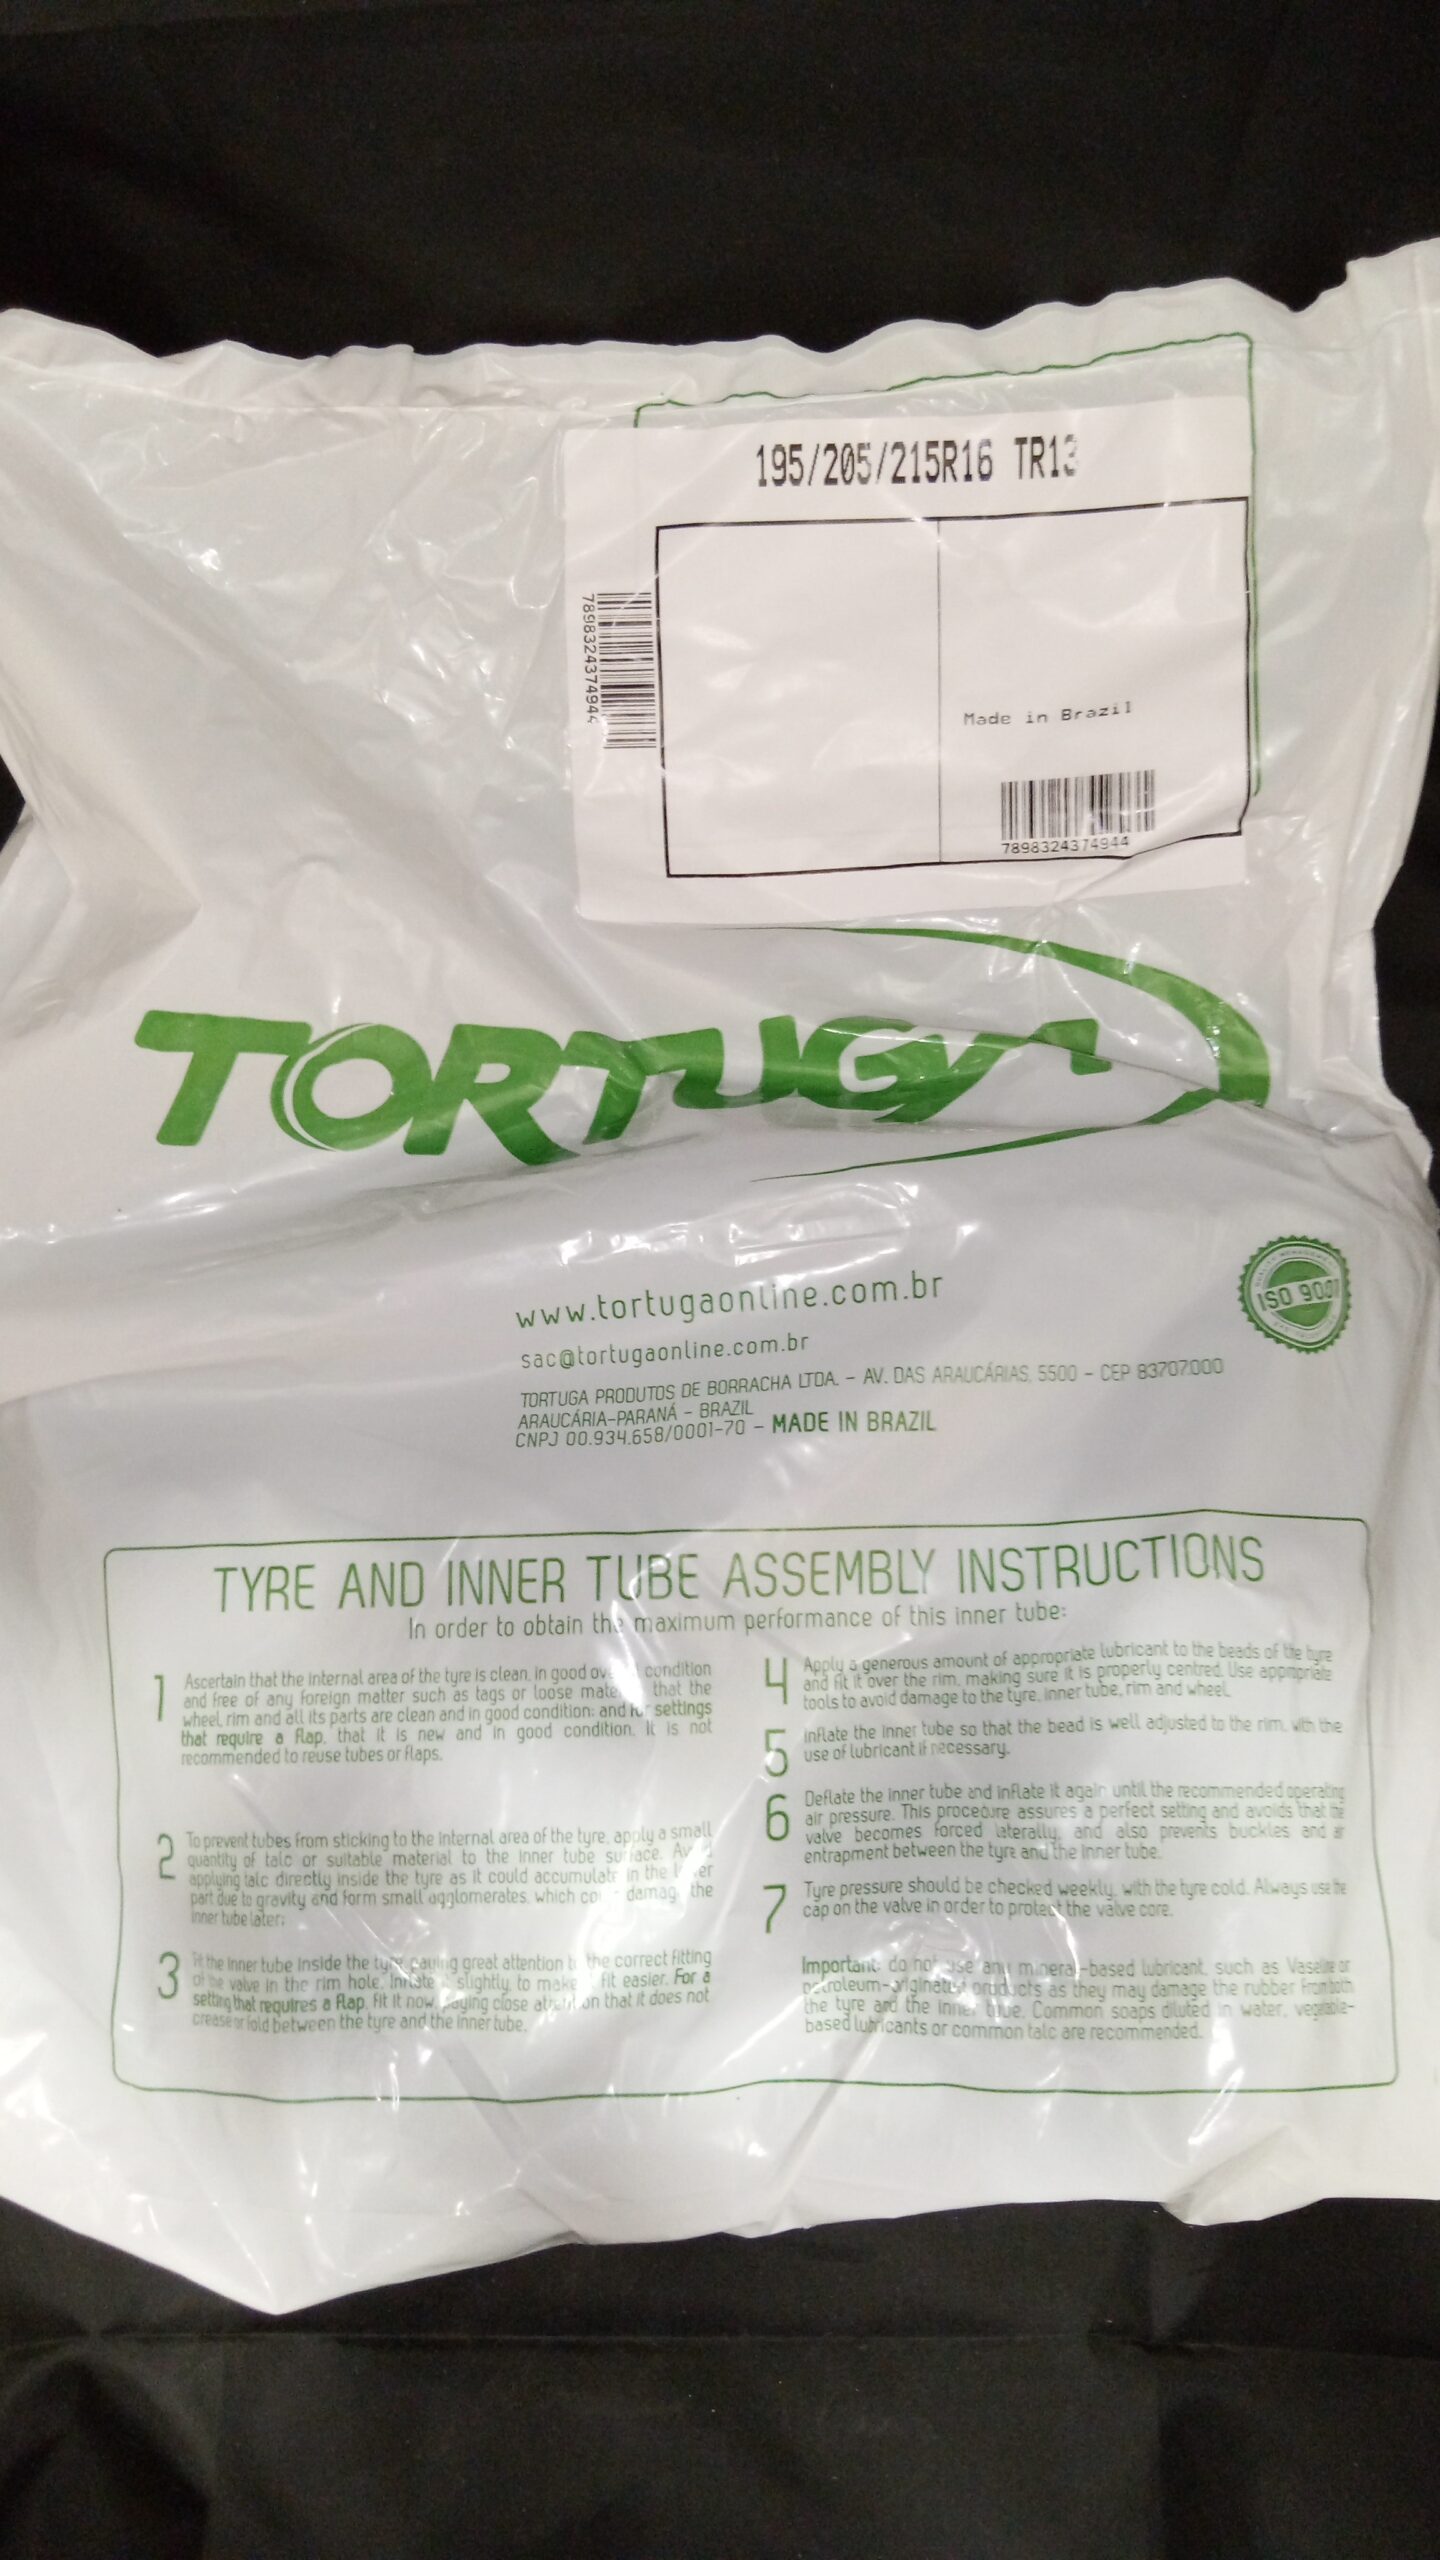 195/205/215R16 TR13
7898324374944
Made in Brazil
7898324374944
TORTUGA
www.tortugaonline.com.br
ISO 9001
sac@tortugaonline.com.br
TORTUGA PRODUTOS DE BORRACHA LTDA. - AV. DAS ARAUCÁRIAS, 5500 - CEP 83707.000
ARAUCÁRIA-PARANÁ - BRAZIL
CNPJ 00.934.658/0001-70 - MADE IN BRAZIL
TYRE AND INNER TUBE ASSEMBLY INSTRUCTIONS
In order to obtain the maximum performance of this inner tube:
1 Ascertain that the internal area of the tyre is clean, in good overall condition
and free of any foreign matter such as tags or loose material, that the
wheel, rim and all its parts are clean and in good condition; and for settings
that require a flap, that it is new and in good condition. It is not
recommended to reuse tubes or flaps.
2 To prevent tubes from sticking to the internal area of the tyre, apply a small
quantity of talc or suitable material to the inner tube surface. Avoid
applying talc directly inside the tyre as it could accumulate in the lower
part due to gravity and form small agglomerates, which could damage the
inner tube later;
3 Fit the inner tube inside the tyre, paying great attention to the correct fitting
of the valve in the rim hole. Inflate slightly, to make fit easier. For a
setting that requires a flap, fit it now, paying close attention that it does not
crease or fold between the tyre and the inner tube.
4 Apply a generous amount of appropriate lubricant to the beads of the tyre
and fit it over the rim, making sure it is properly centred. Use appropriate
tools to avoid damage to the tyre, inner tube, rim and wheel.
5 Inflate the inner tube so that the bead is well adjusted to the rim, with the
use of lubricant if necessary.
6 Deflate the inner tube and inflate it again until the recommended operating
air pressure. This procedure assures a perfect setting and avoids that the
valve becomes forced laterally, and also prevents buckles and air
entrapment between the tyre and the inner tube.
7 Tyre pressure should be checked weekly, with the tyre cold. Always use the
cap on the valve in order to protect the valve core.
Important: do not use any mineral-based lubricant, such as Vaseline or
petroleum-originated products as they may damage the rubber from both
the tyre and the inner tube. Common soaps diluted in water, vegetable-
based lubricants or common talc are recommended.